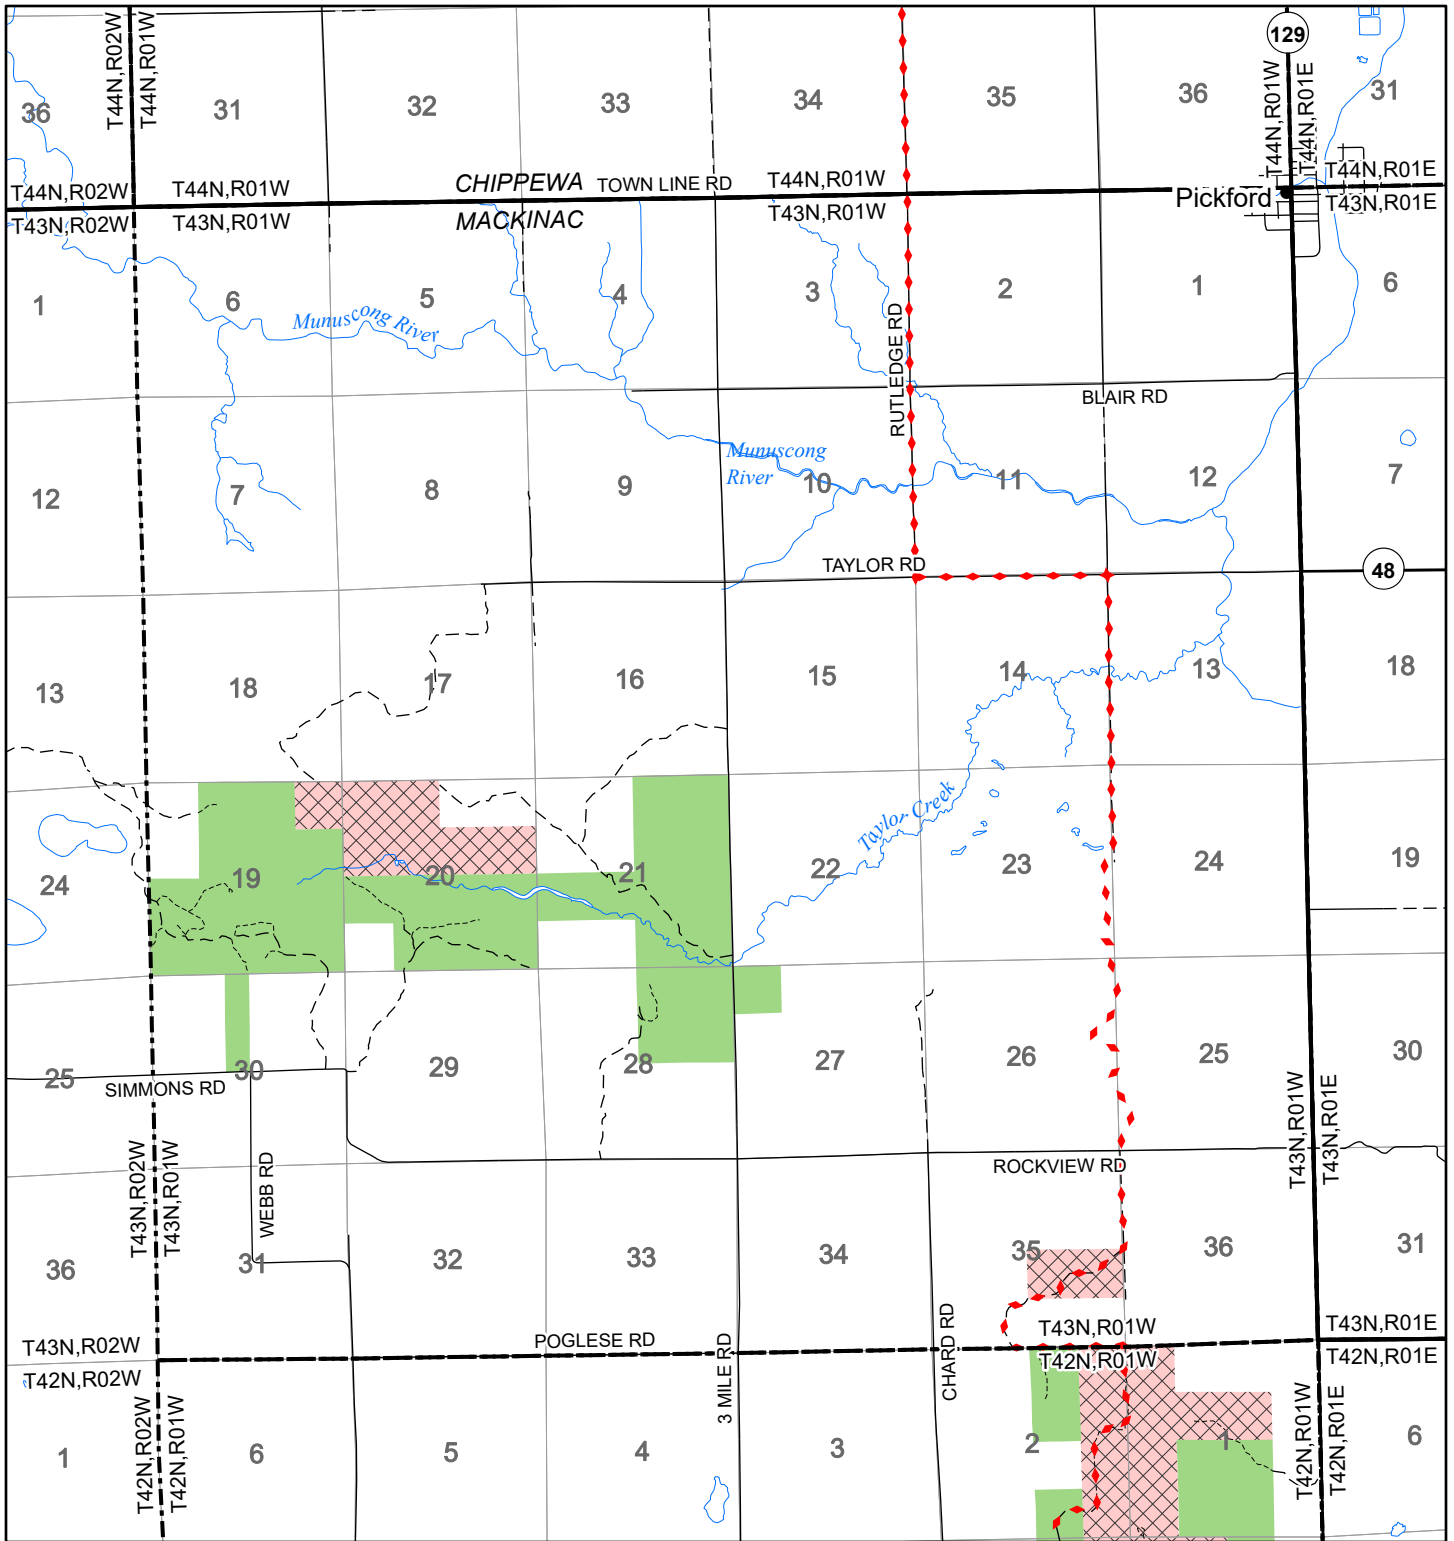 T44N,R02W
T44N,R01W
129
T44N,R01W
T44N,R01E
36
31
32
33
34
35
36
31
T44N,R02W
T44N,R01W
CHIPPEWA
TOWN LINE RD
T44N,R01W
T44N,R01E
T43N,R02W
T43N,R01W
MACKINAC
T43N,R01W
Pickford
T43N,R01E
1
6
5
4
3
2
1
6
Munuscong River
RUTLEDGE RD
BLAIR RD
Munuscong
River
12
7
8
9
10
11
12
7
TAYLOR RD
48
13
18
17
16
15
14
13
18
Taylor Creek
24
19
20
21
22
23
24
19
25
30
29
28
27
26
25
30
SIMMONS RD
T43N,R01W
T43N,R01E
T43N,R02W
T43N,R01W
WEBB RD
ROCKVIEW RD
36
31
32
33
34
35
36
31
T43N,R02W
POGLESE RD
T43N,R01W
T43N,R01E
T42N,R02W
T42N,R01W
T42N,R01E
3 MILE RD
CHARD RD
T42N,R02W
T42N,R01W
T42N,R01W
T42N,R01E
1
6
5
4
3
2
1
6